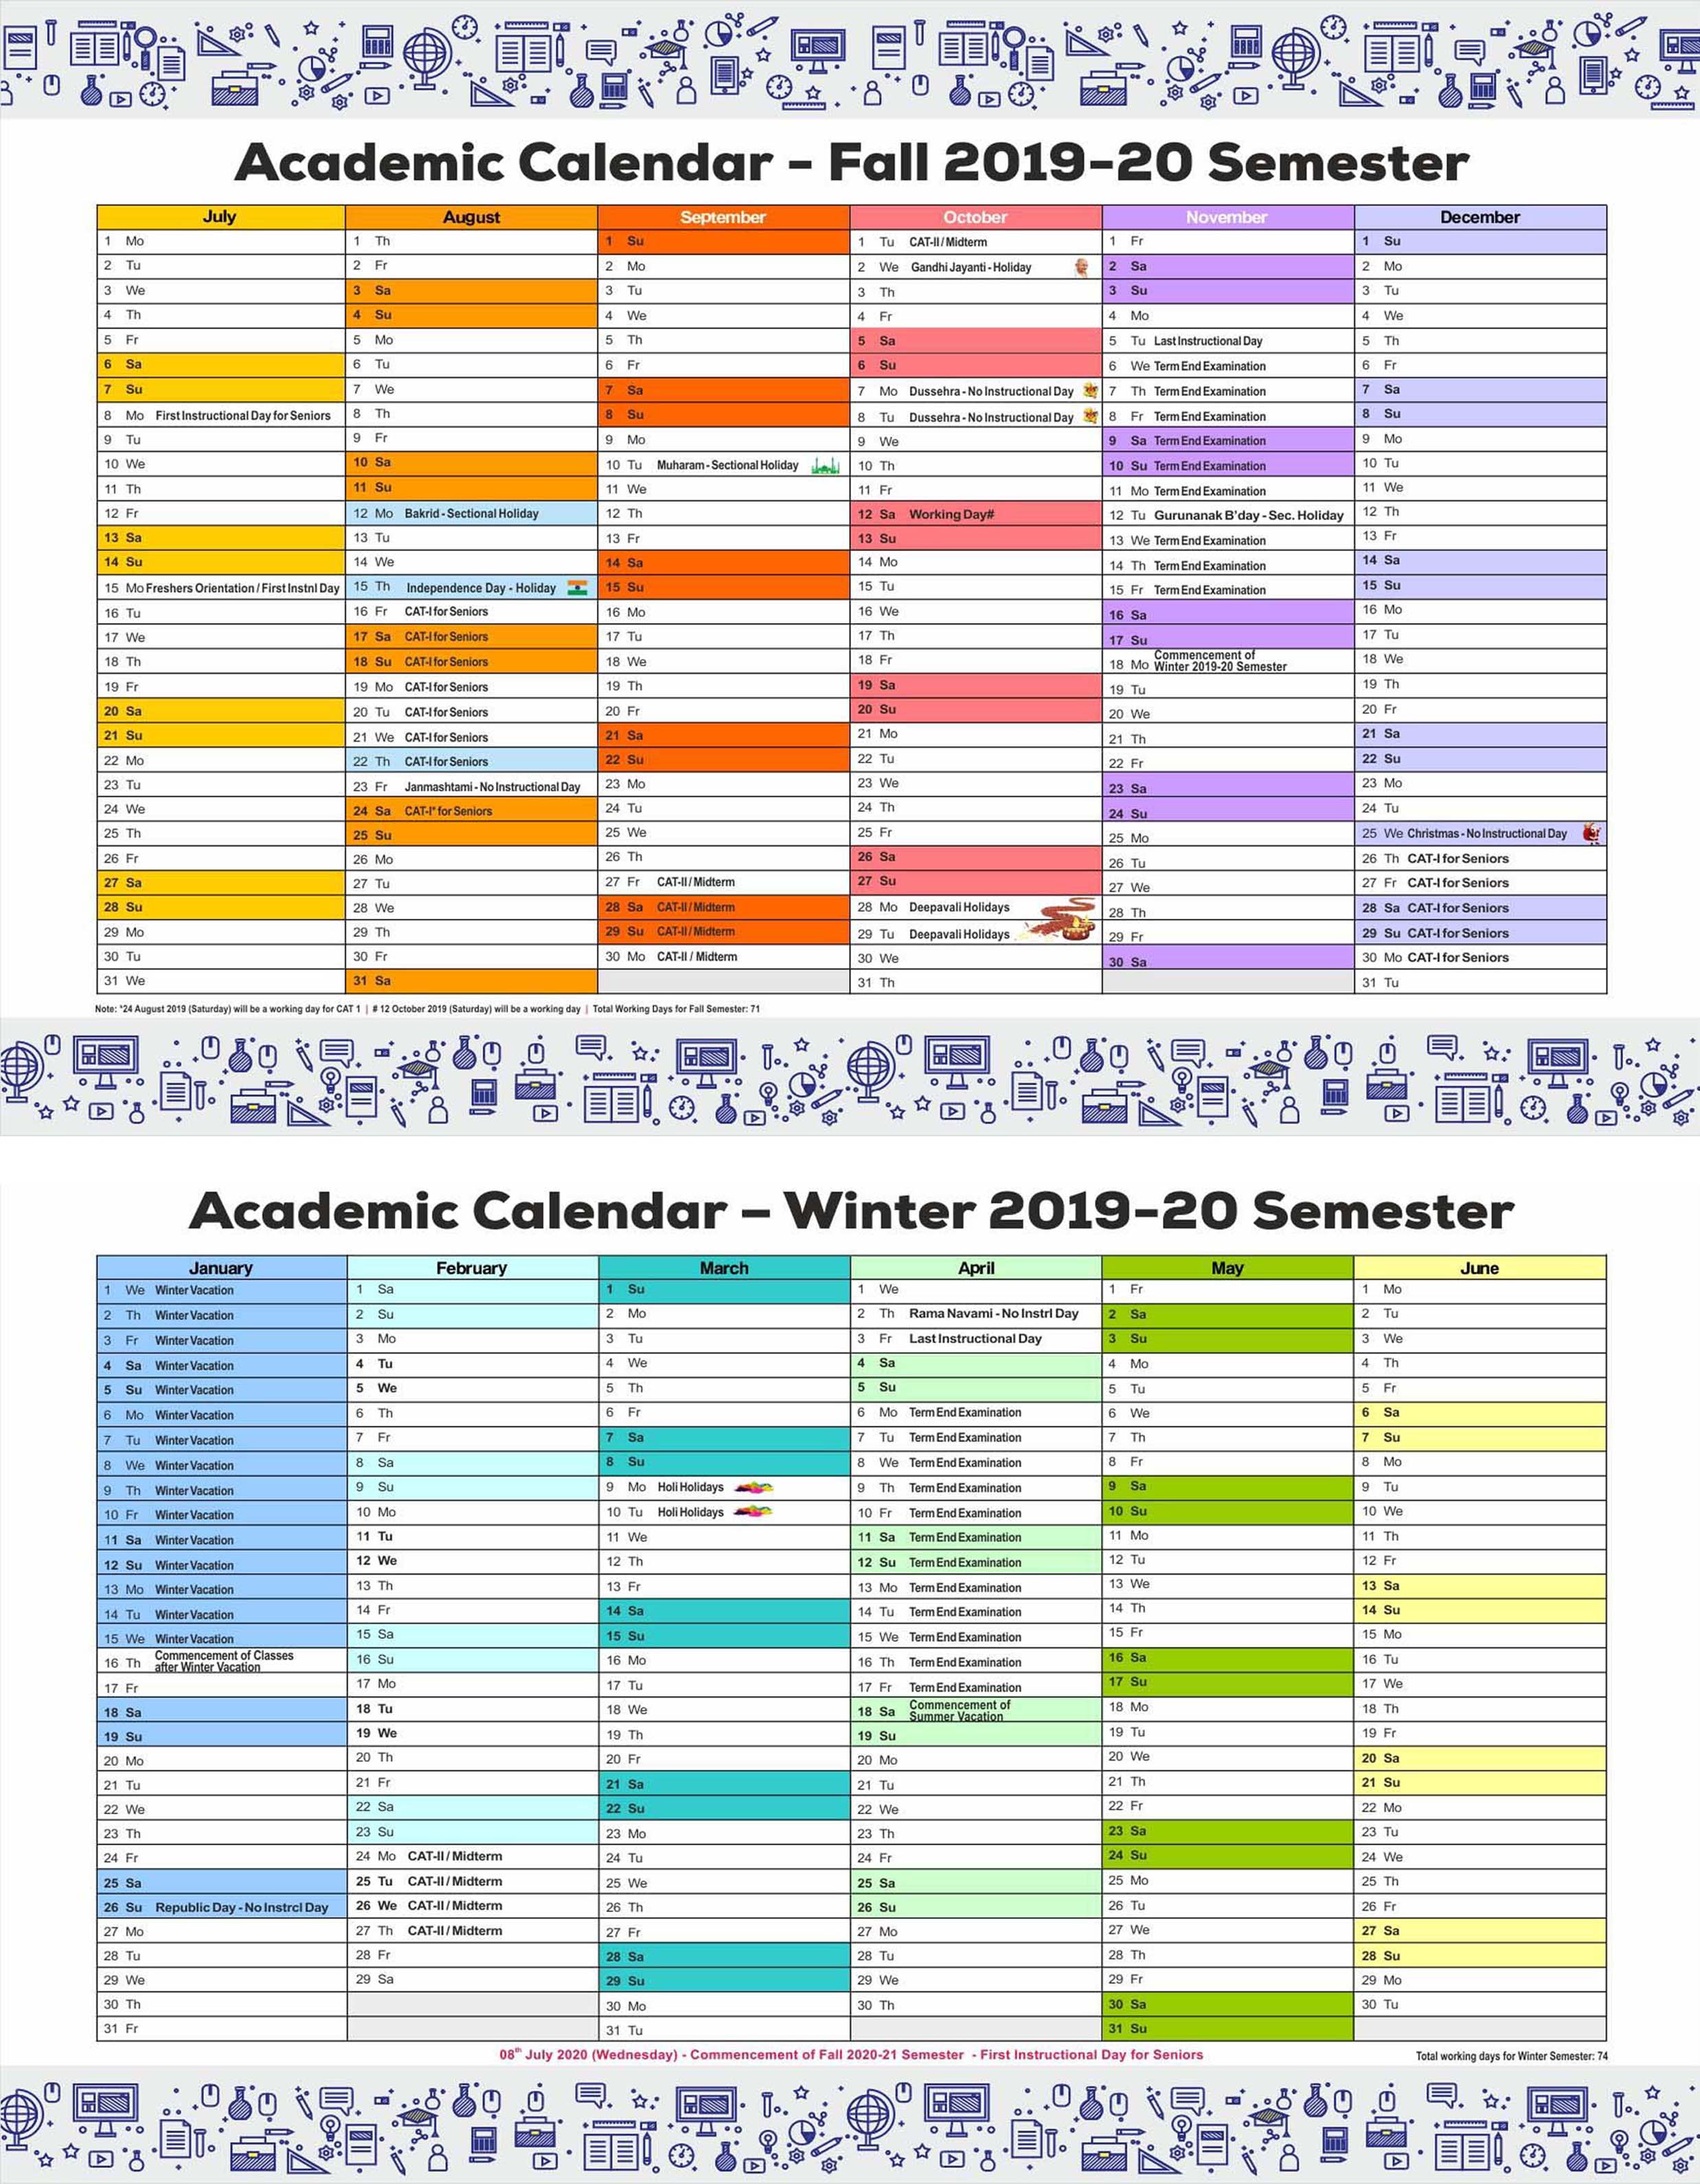 Academic Calendar - Fall 2019-20 Semester
July
1 Mo
2 Tu
3 We
4 Th
5 Fr
6 Sa
7 Su
8 Mo First Instructional Day for Seniors
9 Tu
10 We
11 Th
12 Fr
13 Sa
14 Su
15 Mo Freshers Orientation / First Instnl Day
16 Tu
17 We
18 Th
19 Fr
20 Sa
21 Su
22 Mo
23 Tu
24 We
25 Th
26 Fr
27 Sa
28 Su
29 Mo
30 Tu
31 We
August
1 Th
2 Fr
3 Sa
4 Su
5 Mo
6 Tu
7 We
8 Th
9 Fr
10 Sa
11 Su
12 Mo Bakrid - Sectional Holiday
13 Tu
14 We
15 Th Independence Day - Holiday
16 Fr CAT-I for Seniors
17 Sa CAT-I for Seniors
18 Su CAT-I for Seniors
19 Mo CAT-I for Seniors
20 Tu CAT-I for Seniors
21 We CAT-I for Seniors
22 Th CAT-I for Seniors
23 Fr Janmashtami - No Instructional Day
24 Sa CAT-I* for Seniors
25 Su
26 Mo
27 Tu
28 We
29 Th
30 Fr
31 Sa
September
1 Su
2 Mo
3 Tu
4 We
5 Th
6 Fr
7 Sa
8 Su
9 Mo
10 Tu Muharam - Sectional Holiday
11 We
12 Th
13 Fr
14 Sa
15 Su
16 Mo
17 Tu
18 We
19 Th
20 Fr
21 Sa
22 Su
23 Mo
24 Tu
25 We
26 Th
27 Fr CAT-II / Midterm
28 Sa CAT-II / Midterm
29 Su CAT-II / Midterm
30 Mo CAT-II / Midterm
October
1 Tu CAT-II / Midterm
2 We Gandhi Jayanti - Holiday
3 Th
4 Fr
5 Sa
6 Su
7 Mo Dussehra - No Instructional Day
8 Tu Dussehra - No Instructional Day
9 We
10 Th
11 Fr
12 Sa Working Day#
13 Su
14 Mo
15 Tu
16 We
17 Th
18 Fr
19 Sa
20 Su
21 Mo
22 Tu
23 We
24 Th
25 Fr
26 Sa
27 Su
28 Mo Deepavali Holidays
29 Tu Deepavali Holidays
30 We
31 Th
November
1 Fr
2 Sa
3 Su
4 Mo
5 Tu Last Instructional Day
6 We Term End Examination
7 Th Term End Examination
8 Fr Term End Examination
9 Sa Term End Examination
10 Su Term End Examination
11 Mo Term End Examination
12 Tu Gurunanak B'day - Sec. Holiday
13 We Term End Examination
14 Th Term End Examination
15 Fr Term End Examination
16 Sa
17 Su
18 Mo Commencement of
Winter 2019-20 Semester
19 Tu
20 We
21 Th
22 Fr
23 Sa
24 Su
25 Mo
26 Tu
27 We
28 Th
29 Fr
30 Sa
December
1 Su
2 Mo
3 Tu
4 We
5 Th
6 Fr
7 Sa
8 Su
9 Mo
10 Tu
11 We
12 Th
13 Fr
14 Sa
15 Su
16 Mo
17 Tu
18 We
19 Th
20 Fr
21 Sa
22 Su
23 Mo
24 Tu
25 We Christmas - No Instructional Day
26 Th CAT-I for Seniors
27 Fr CAT-I for Seniors
28 Sa CAT-I for Seniors
29 Su CAT-I for Seniors
30 Mo CAT-I for Seniors
31 Tu
Note: *24 August 2019 (Saturday) will be a working day for CAT 1 | # 12 October 2019 (Saturday) will be a working day | Total Working Days for Fall Semester: 71
Academic Calendar – Winter 2019-20 Semester
January
1 We Winter Vacation
2 Th Winter Vacation
3 Fr Winter Vacation
4 Sa Winter Vacation
5 Su Winter Vacation
6 Mo Winter Vacation
7 Tu Winter Vacation
8 We Winter Vacation
9 Th Winter Vacation
10 Fr Winter Vacation
11 Sa Winter Vacation
12 Su Winter Vacation
13 Mo Winter Vacation
14 Tu Winter Vacation
15 We Winter Vacation
16 Th Commencement of Classes
after Winter Vacation
17 Fr
18 Sa
19 Su
20 Mo
21 Tu
22 We
23 Th
24 Fr
25 Sa
26 Su Republic Day - No Instrcl Day
27 Mo
28 Tu
29 We
30 Th
31 Fr
February
1 Sa
2 Su
3 Mo
4 Tu
5 We
6 Th
7 Fr
8 Sa
9 Su
10 Mo
11 Tu
12 We
13 Th
14 Fr
15 Sa
16 Su
17 Mo
18 Tu
19 We
20 Th
21 Fr
22 Sa
23 Su
24 Mo CAT-II / Midterm
25 Tu CAT-II / Midterm
26 We CAT-II / Midterm
27 Th CAT-II / Midterm
28 Fr
29 Sa
March
1 Su
2 Mo
3 Tu
4 We
5 Th
6 Fr
7 Sa
8 Su
9 Mo Holi Holidays
10 Tu Holi Holidays
11 We
12 Th
13 Fr
14 Sa
15 Su
16 Mo
17 Tu
18 We
19 Th
20 Fr
21 Sa
22 Su
23 Mo
24 Tu
25 We
26 Th
27 Fr
28 Sa
29 Su
30 Mo
31 Tu
April
1 We
2 Th Rama Navami - No Instrl Day
3 Fr Last Instructional Day
4 Sa
5 Su
6 Mo Term End Examination
7 Tu Term End Examination
8 We Term End Examination
9 Th Term End Examination
10 Fr Term End Examination
11 Sa Term End Examination
12 Su Term End Examination
13 Mo Term End Examination
14 Tu Term End Examination
15 We Term End Examination
16 Th Term End Examination
17 Fr Term End Examination
18 Sa Commencement of
Summer Vacation
19 Su
20 Mo
21 Tu
22 We
23 Th
24 Fr
25 Sa
26 Su
27 Mo
28 Tu
29 We
30 Th
May
1 Fr
2 Sa
3 Su
4 Mo
5 Tu
6 We
7 Th
8 Fr
9 Sa
10 Su
11 Mo
12 Tu
13 We
14 Th
15 Fr
16 Sa
17 Su
18 Mo
19 Tu
20 We
21 Th
22 Fr
23 Sa
24 Su
25 Mo
26 Tu
27 We
28 Th
29 Fr
30 Sa
31 Su
June
1 Mo
2 Tu
3 We
4 Th
5 Fr
6 Sa
7 Su
8 Mo
9 Tu
10 We
11 Th
12 Fr
13 Sa
14 Su
15 Mo
16 Tu
17 We
18 Th
19 Fr
20 Sa
21 Su
22 Mo
23 Tu
24 We
25 Th
26 Fr
27 Sa
28 Su
29 Mo
30 Tu
08th July 2020 (Wednesday) - Commencement of Fall 2020-21 Semester - First Instructional Day for Seniors
Total working days for Winter Semester: 74